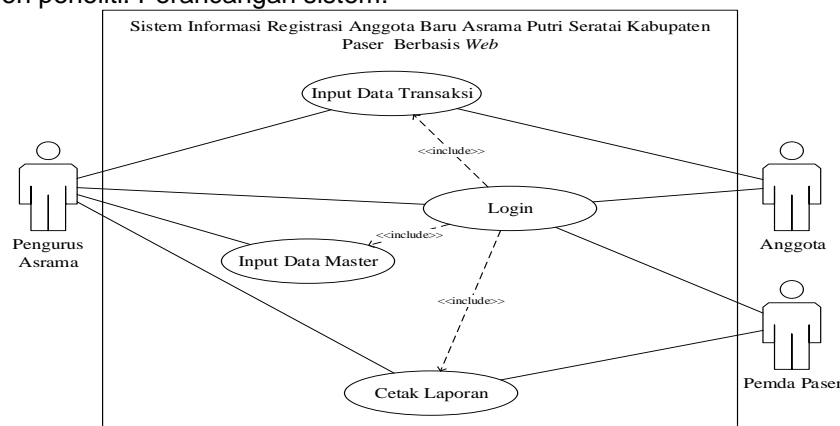 Sistem Informasi Registrasi Anggota Baru Asrama Putri Seratai Kabupaten
Paser Berbasis Web
Input Data Transaksi
<<include>>
Login
<<include>>
Pengurus
Asrama
Anggota
Input Data Master
<<include>>
Cetak Laporan
Pemda Paser